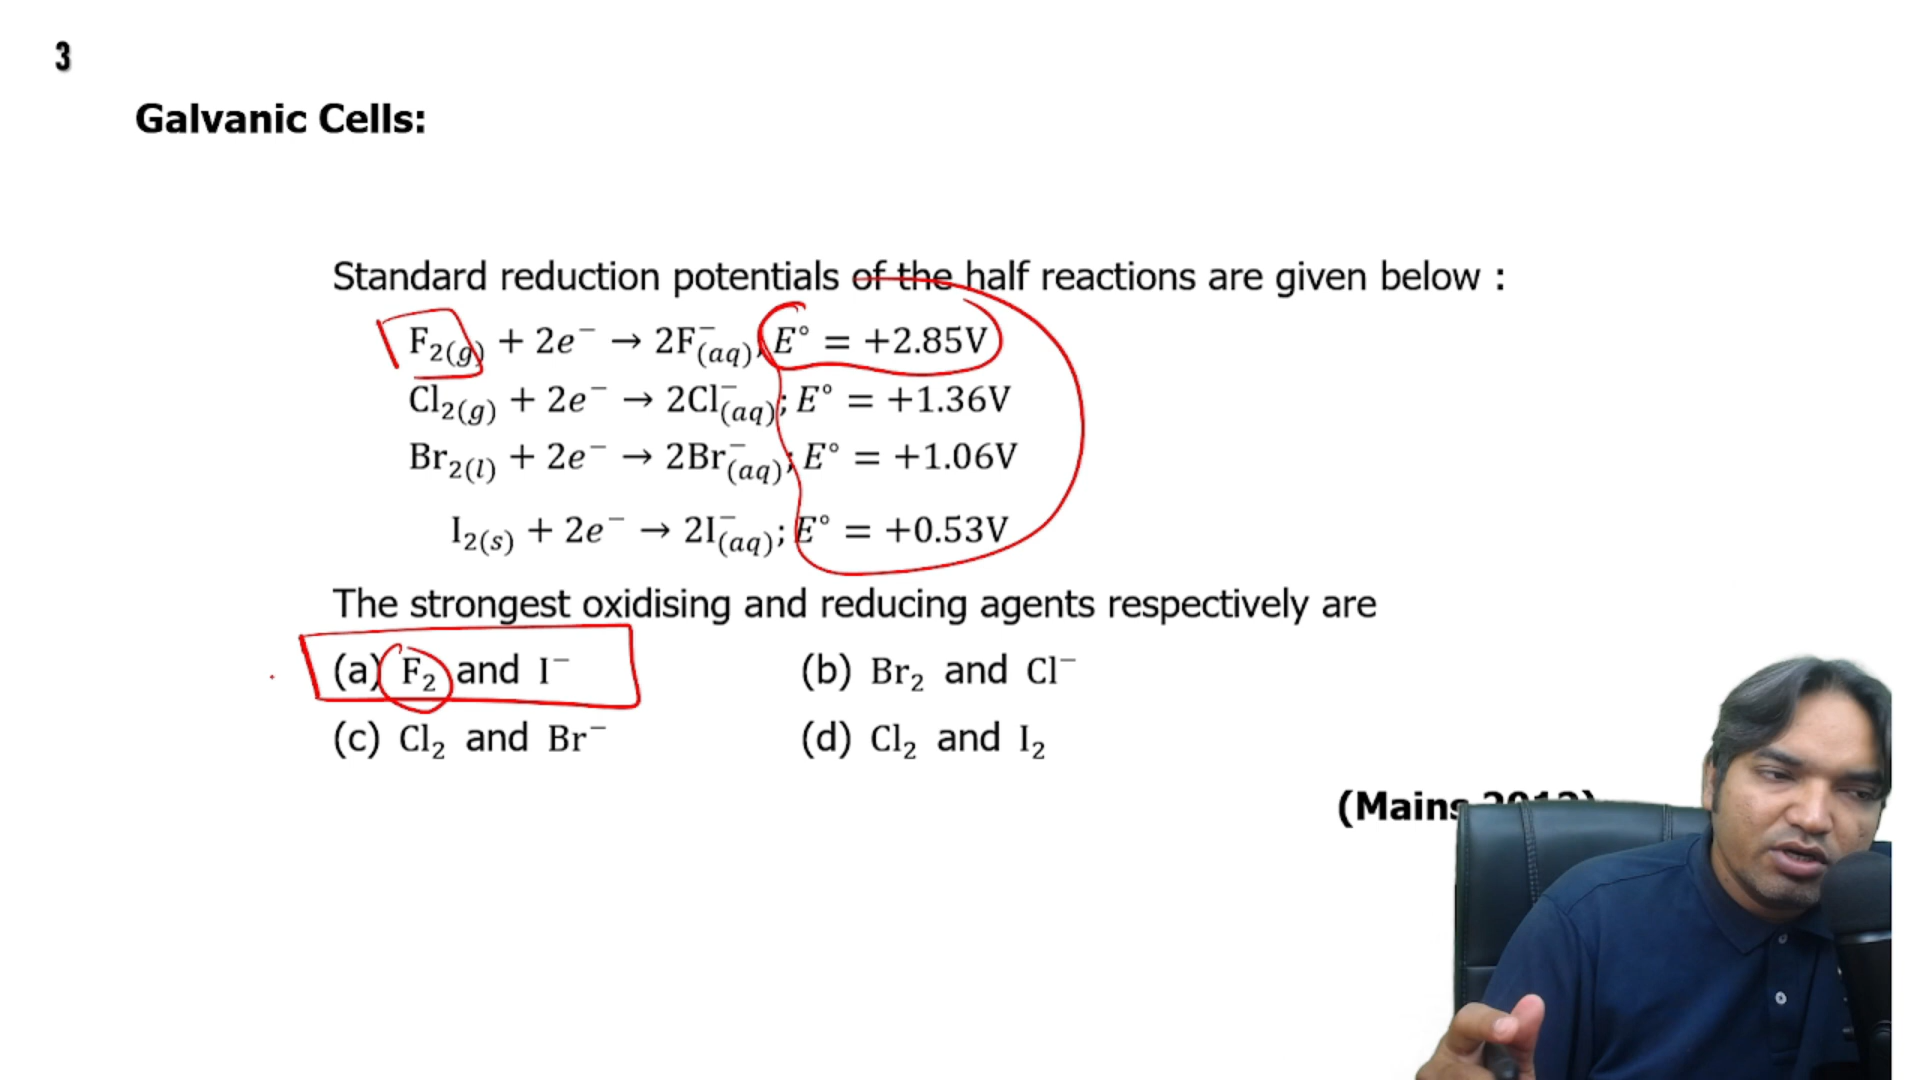 3
Galvanic Cells:
Standard reduction potentials of the half reactions are given below :
F₂(g) + 2e⁻ → 2F⁻(aq); E° = +2.85V
Cl₂(g) + 2e⁻ → 2Cl⁻(aq); E° = +1.36V
Br₂(l) + 2e⁻ → 2Br⁻(aq); E° = +1.06V
I₂(s) + 2e⁻ → 2I⁻(aq); E° = +0.53V
The strongest oxidising and reducing agents respectively are
(a) F₂ and I⁻ (b) Br₂ and Cl⁻
(c) Cl₂ and Br⁻ (d) Cl₂ and I₂
(Mains